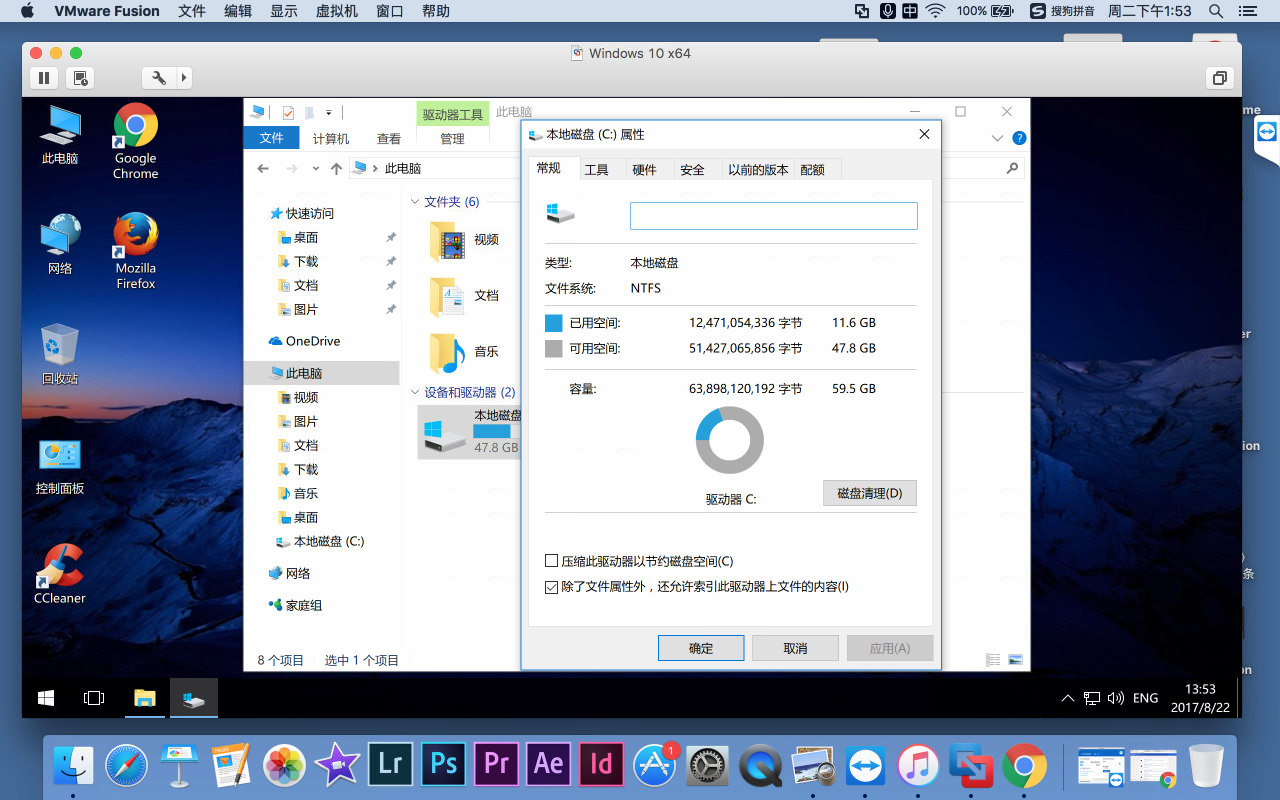 VMware Fusion 文件 编辑 显示 虚拟机 窗口 帮助 中 100% S 搜狗拼音 周二下午1:53
Windows 10 x64
此电脑
Google Chrome
网络
Mozilla Firefox
回收站
控制面板
CCleaner
驱动器工具 此电脑
文件 计算机 查看 管理
此电脑
快速访问
桌面
下载
文档
图片
OneDrive
此电脑
视频
图片
文档
下载
音乐
桌面
本地磁盘 (C:)
网络
家庭组
文件夹 (6)
视频
文档
音乐
设备和驱动器 (2)
本地磁盘
47.8 GB
8 个项目 选中 1 个项目
本地磁盘 (C:) 属性
常规 工具 硬件 安全 以前的版本 配额
类型: 本地磁盘
文件系统: NTFS
已用空间: 12,471,054,336 字节 11.6 GB
可用空间: 51,427,065,856 字节 47.8 GB
容量: 63,898,120,192 字节 59.5 GB
驱动器 C: 磁盘清理(D)
压缩此驱动器以节约磁盘空间(C)
除了文件属性外，还允许索引此驱动器上文件的内容(I)
确定 取消 应用(A)
me
er
ion
条
on
ENG 13:53
2017/8/22
Lr Ps Pr Ae Id 1